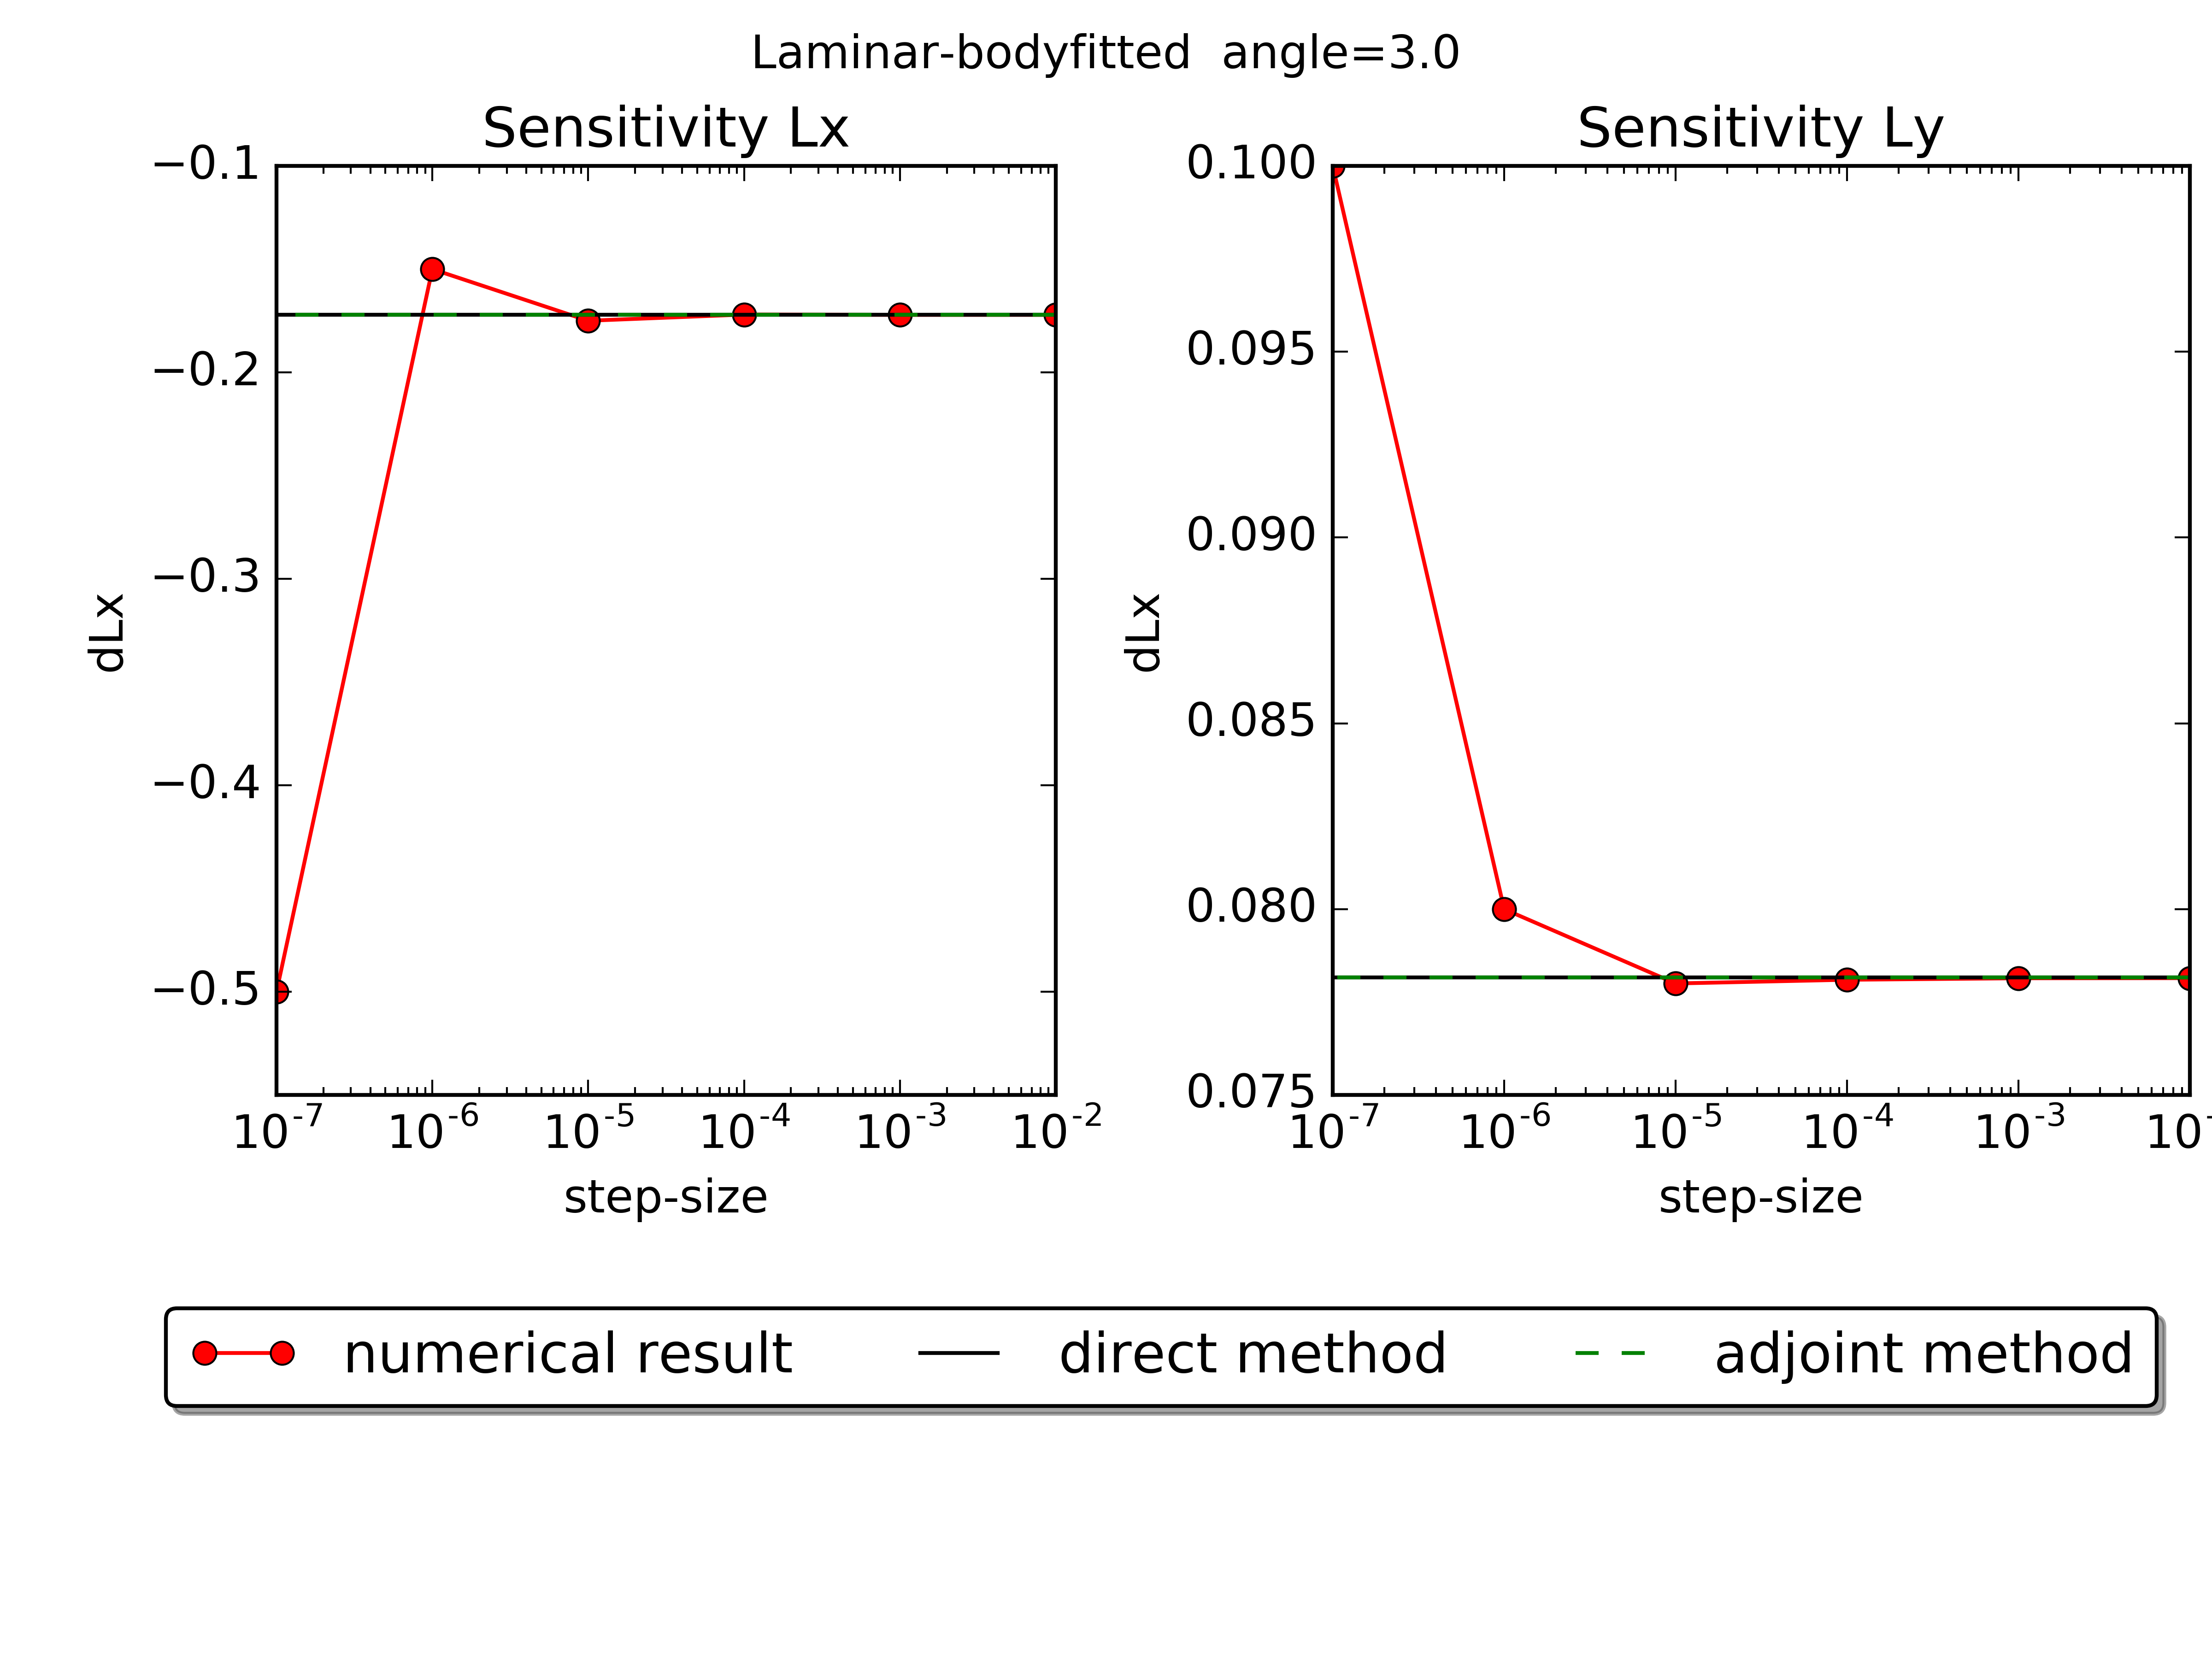 Laminar-bodyfitted angle=3.0
Sensitivity Lx
−0.1
−0.2
−0.3
−0.4
−0.5
dLx
10-7 10-6 10-5 10-4 10-3 10-2
step-size
Sensitivity Ly
0.100
0.095
0.090
0.085
0.080
0.075
dLx
10-7 10-6 10-5 10-4 10-3 10-
step-size
numerical result direct method adjoint method